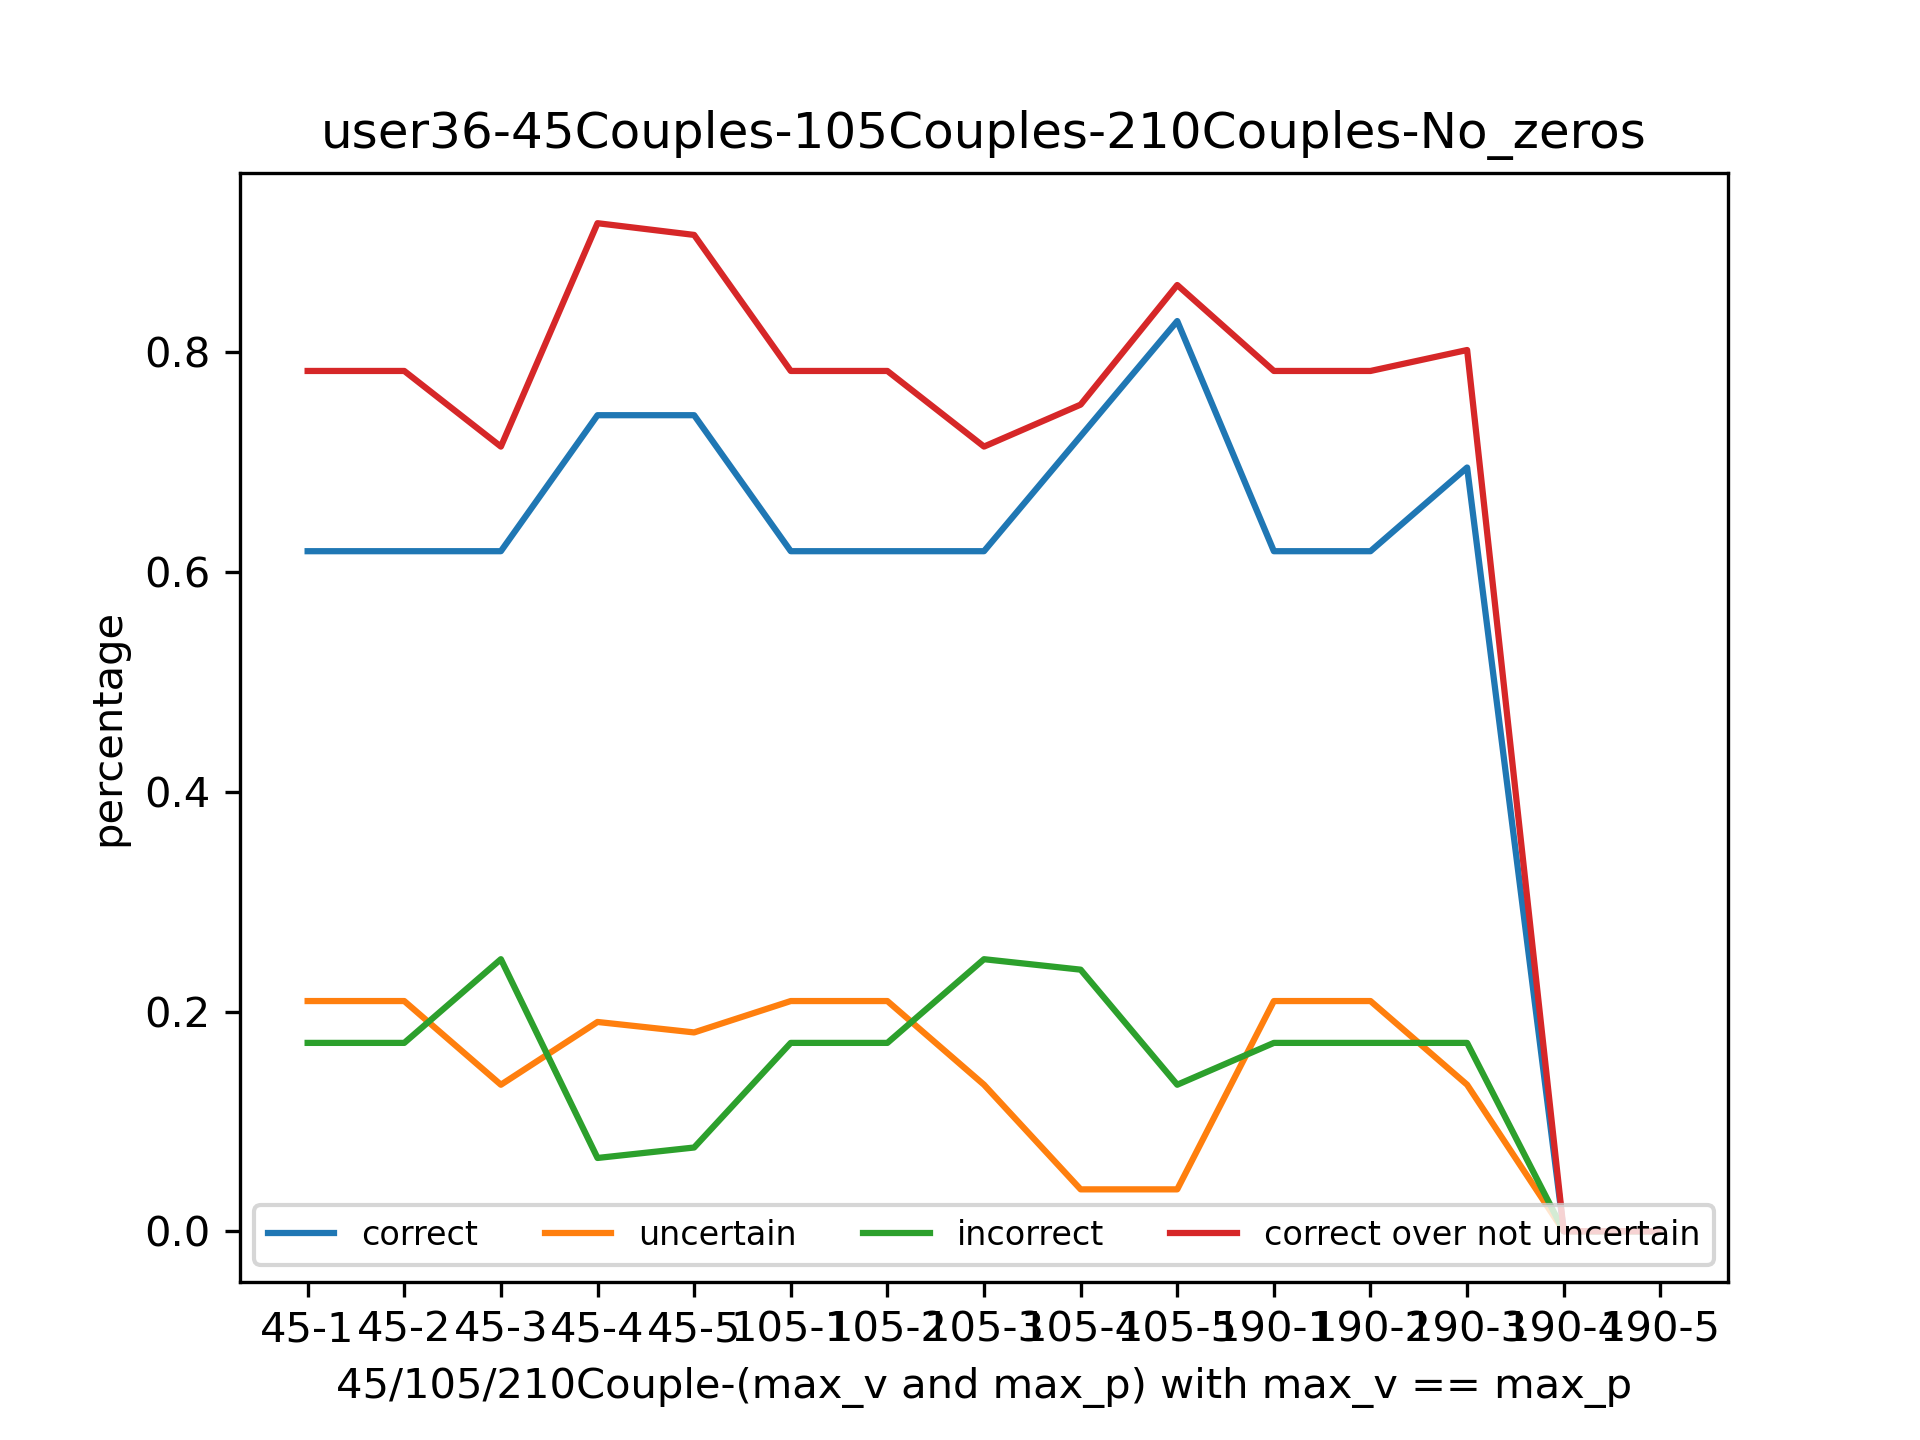 user36-45Couples-105Couples-210Couples-No_zeros
percentage
0.8
0.6
0.4
0.2
0.0
correct uncertain incorrect correct over not uncertain
45-1 45-2 45-3 45-4 45-5 105-1 105-2 105-3 105-4 105-5 190-1 190-2 190-3 190-4 190-5
45/105/210Couple-(max_v and max_p) with max_v == max_p